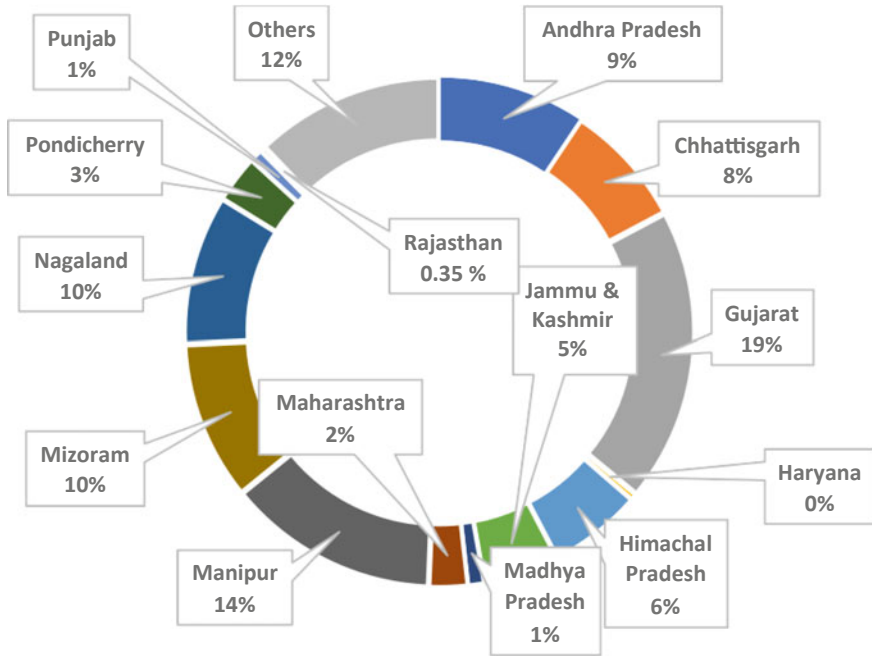 Punjab
1%
Others
12%
Andhra Pradesh
9%
Pondicherry
3%
Chhattisgarh
8%
Nagaland
10%
Rajasthan
0.35 %
Jammu &
Kashmir
5%
Gujarat
19%
Maharashtra
2%
Mizoram
10%
Haryana
0%
Manipur
14%
Madhya
Pradesh
1%
Himachal
Pradesh
6%